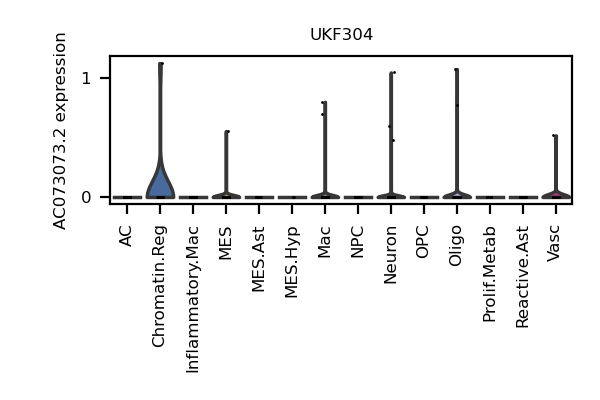 UKF304
AC073073.2 expression
1
0
AC
Chromatin.Reg
Inflammatory.Mac
MES
MES.Ast
MES.Hyp
Mac
NPC
Neuron
OPC
Oligo
Prolif.Metab
Reactive.Ast
Vasc